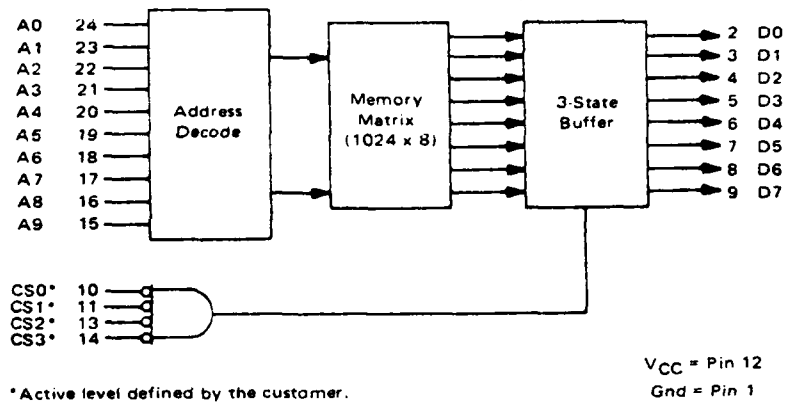 A0 24
A1 23
A2 22
A3 21
A4 20
A5 19
A6 18
A7 17
A8 16
A9 15
Address
Decode
Memory
Matrix
(1024 x 8)
3-State
Buffer
2 D0
3 D1
4 D2
5 D3
6 D4
7 D5
8 D6
9 D7
CS0* 10
CS1* 11
CS2* 13
CS3* 14
VCC = Pin 12
Gnd = Pin 1
*Active level defined by the customer.